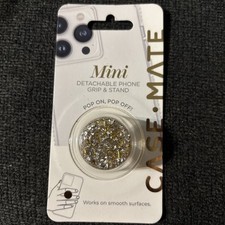 Mini
DETACHABLE PHONE
GRIP & STAND
POP ON, POP OFF!
CASE·MATE
Works on smooth surfaces.